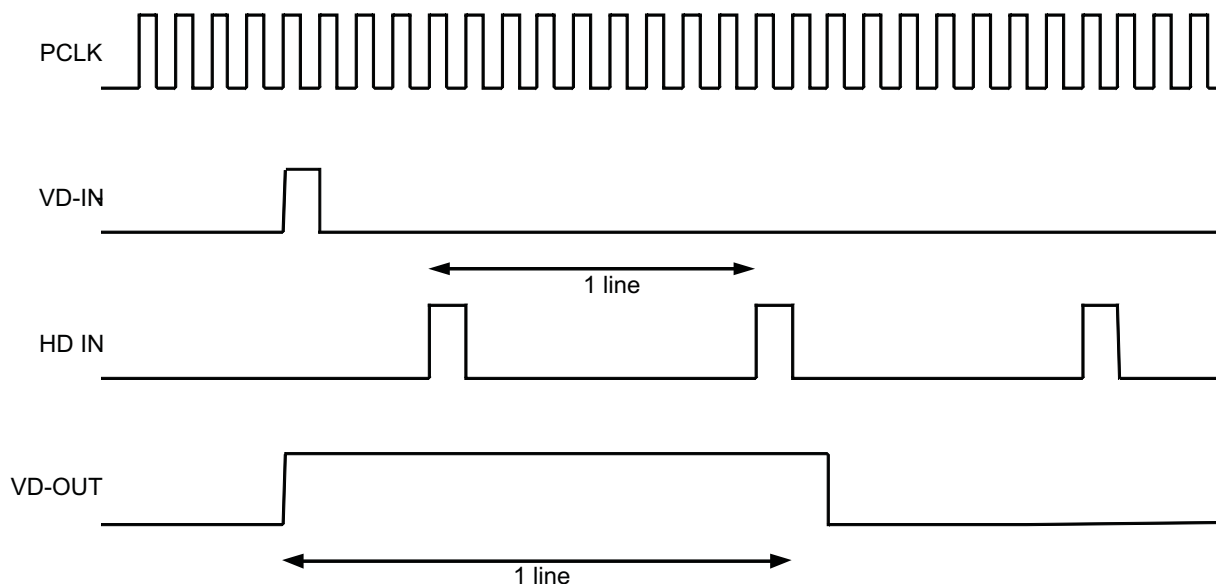 PCLK
VD-IN
1 line
HD IN
VD-OUT
1 line